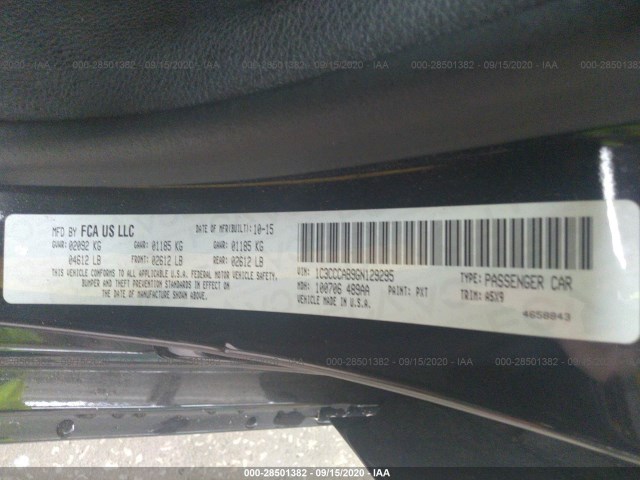 000-28501382 - 09/15/2020 - IAA
MFD BY FCA US LLC
DATE OF MFR(BUILT): 10-15
GVWR: 02092 KG GAWR: 01185 KG GAWR: 01185 KG
04612 LB FRONT: 02612 LB REAR: 02612 LB
THIS VEHICLE CONFORMS TO ALL APPLICABLE U.S.A. FEDERAL MOTOR VEHICLE SAFETY,
BUMPER AND THEFT PREVENTION STANDARDS IN EFFECT ON
THE DATE OF MANUFACTURE SHOWN ABOVE.
VIN: 1C3CCCAB9GN129295 TYPE: PASSENGER CAR
MDH: 100706 489AA PAINT: PXT TRIM: A5X9
VEHICLE MADE IN U.S.A.
4658843
000-28501382 - 09/15/2020 - IAA